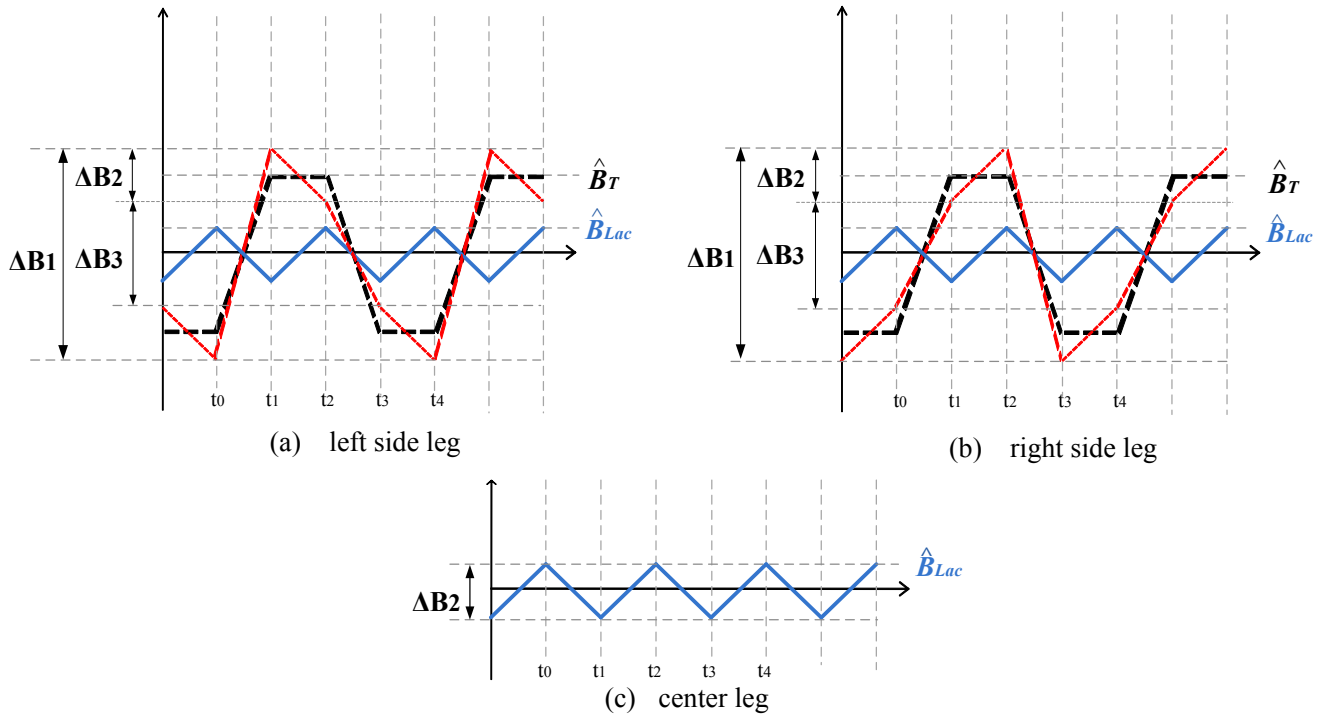 ΔB2
ΔB3
ΔB1
B̂T
B̂Lac
t0 t1 t2 t3 t4
(a) left side leg
ΔB2
ΔB3
ΔB1
B̂T
B̂Lac
t0 t1 t2 t3 t4
(b) right side leg
ΔB2
B̂Lac
t0 t1 t2 t3 t4
(c) center leg